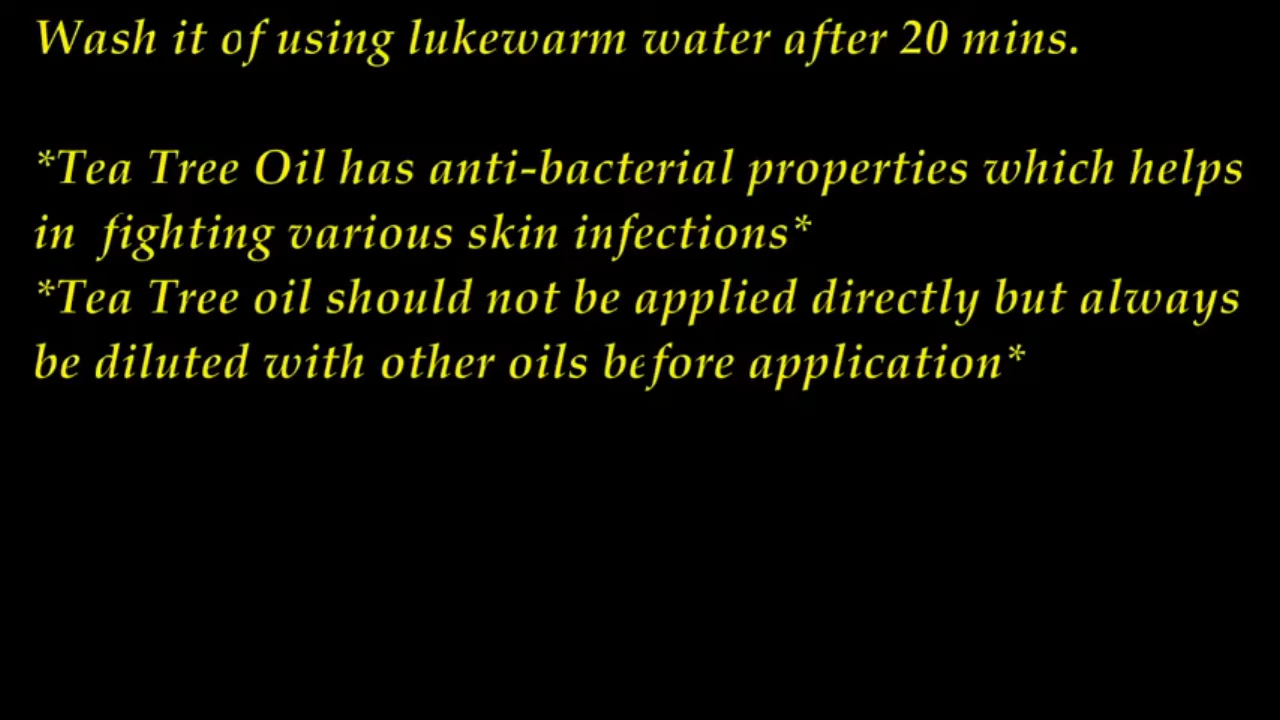 Wash it of using lukewarm water after 20 mins.
*Tea Tree Oil has anti-bacterial properties which helps
in fighting various skin infections*
*Tea Tree oil should not be applied directly but always
be diluted with other oils before application*